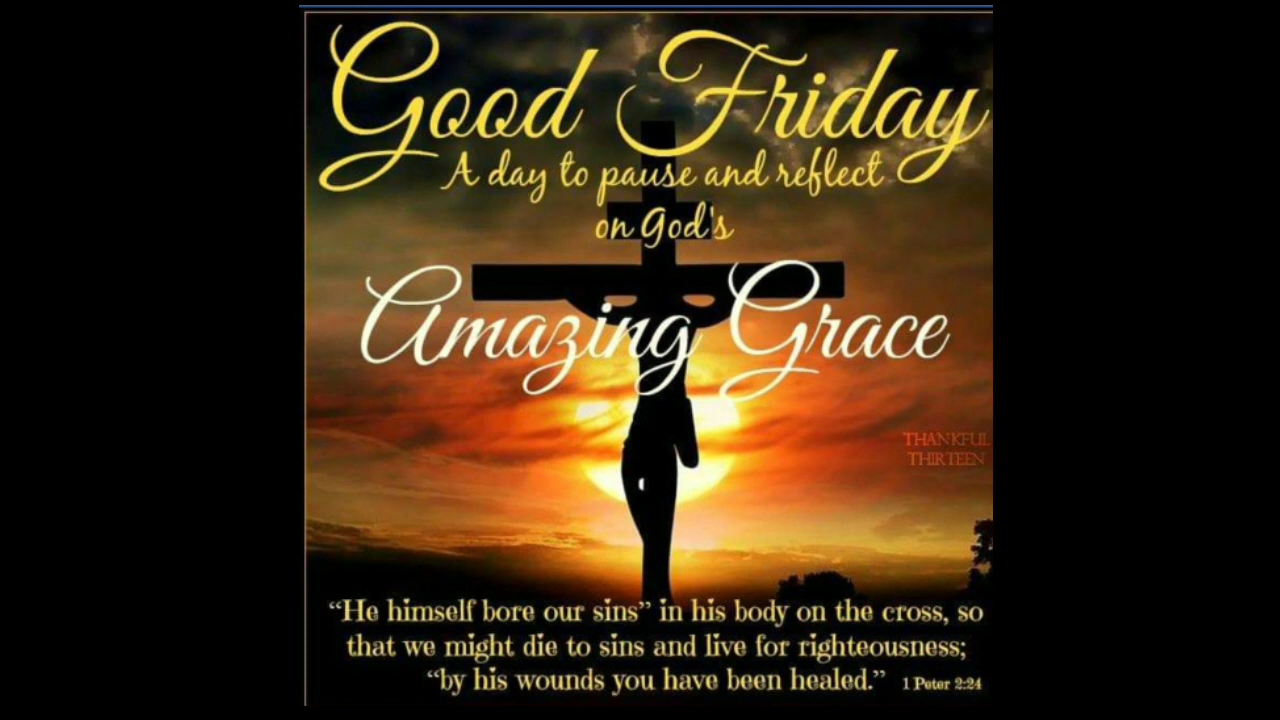 Good Friday
A day to pause and reflect
on God's
Amazing Grace
THANKFUL
THIRTEEN
“He himself bore our sins” in his body on the cross, so
that we might die to sins and live for righteousness;
“by his wounds you have been healed.” 1 Peter 2:24